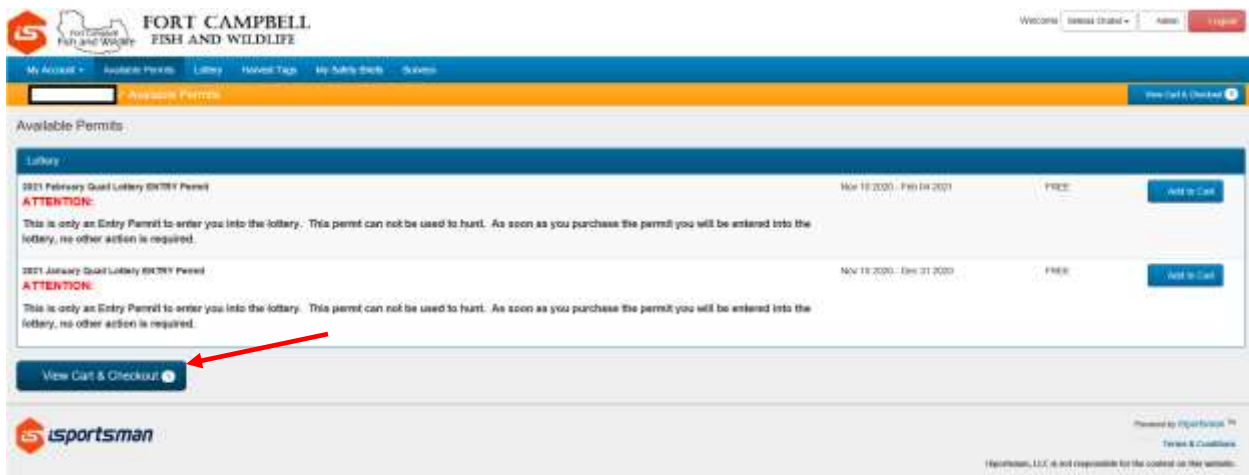 FORT CAMPBELL
FISH AND WILDLIFE
Fort Campbell
Fish and Wildlife
Welcome
Admin
Logout
My Account
Available Permits
Lottery
Harvest Tags
My Safety Briefs
Surveys
/ Available Permits
View Cart & Checkout
Available Permits
Lottery
2021 February Quad Lottery ENTRY Permit
Nov 10 2020 - Feb 04 2021
FREE
Add to Cart
ATTENTION:
This is only an Entry Permit to enter you into the lottery. This permit can not be used to hunt. As soon as you purchase the permit you will be entered into the
lottery, no other action is required.
2021 January Quad Lottery ENTRY Permit
Nov 10 2020 - Dec 31 2020
FREE
Add to Cart
ATTENTION:
This is only an Entry Permit to enter you into the lottery. This permit can not be used to hunt. As soon as you purchase the permit you will be entered into the
lottery, no other action is required.
View Cart & Checkout
isportsman
Powered by iSportsman ™
Terms & Conditions
iSportsman, LLC is not responsible for the content on this website.